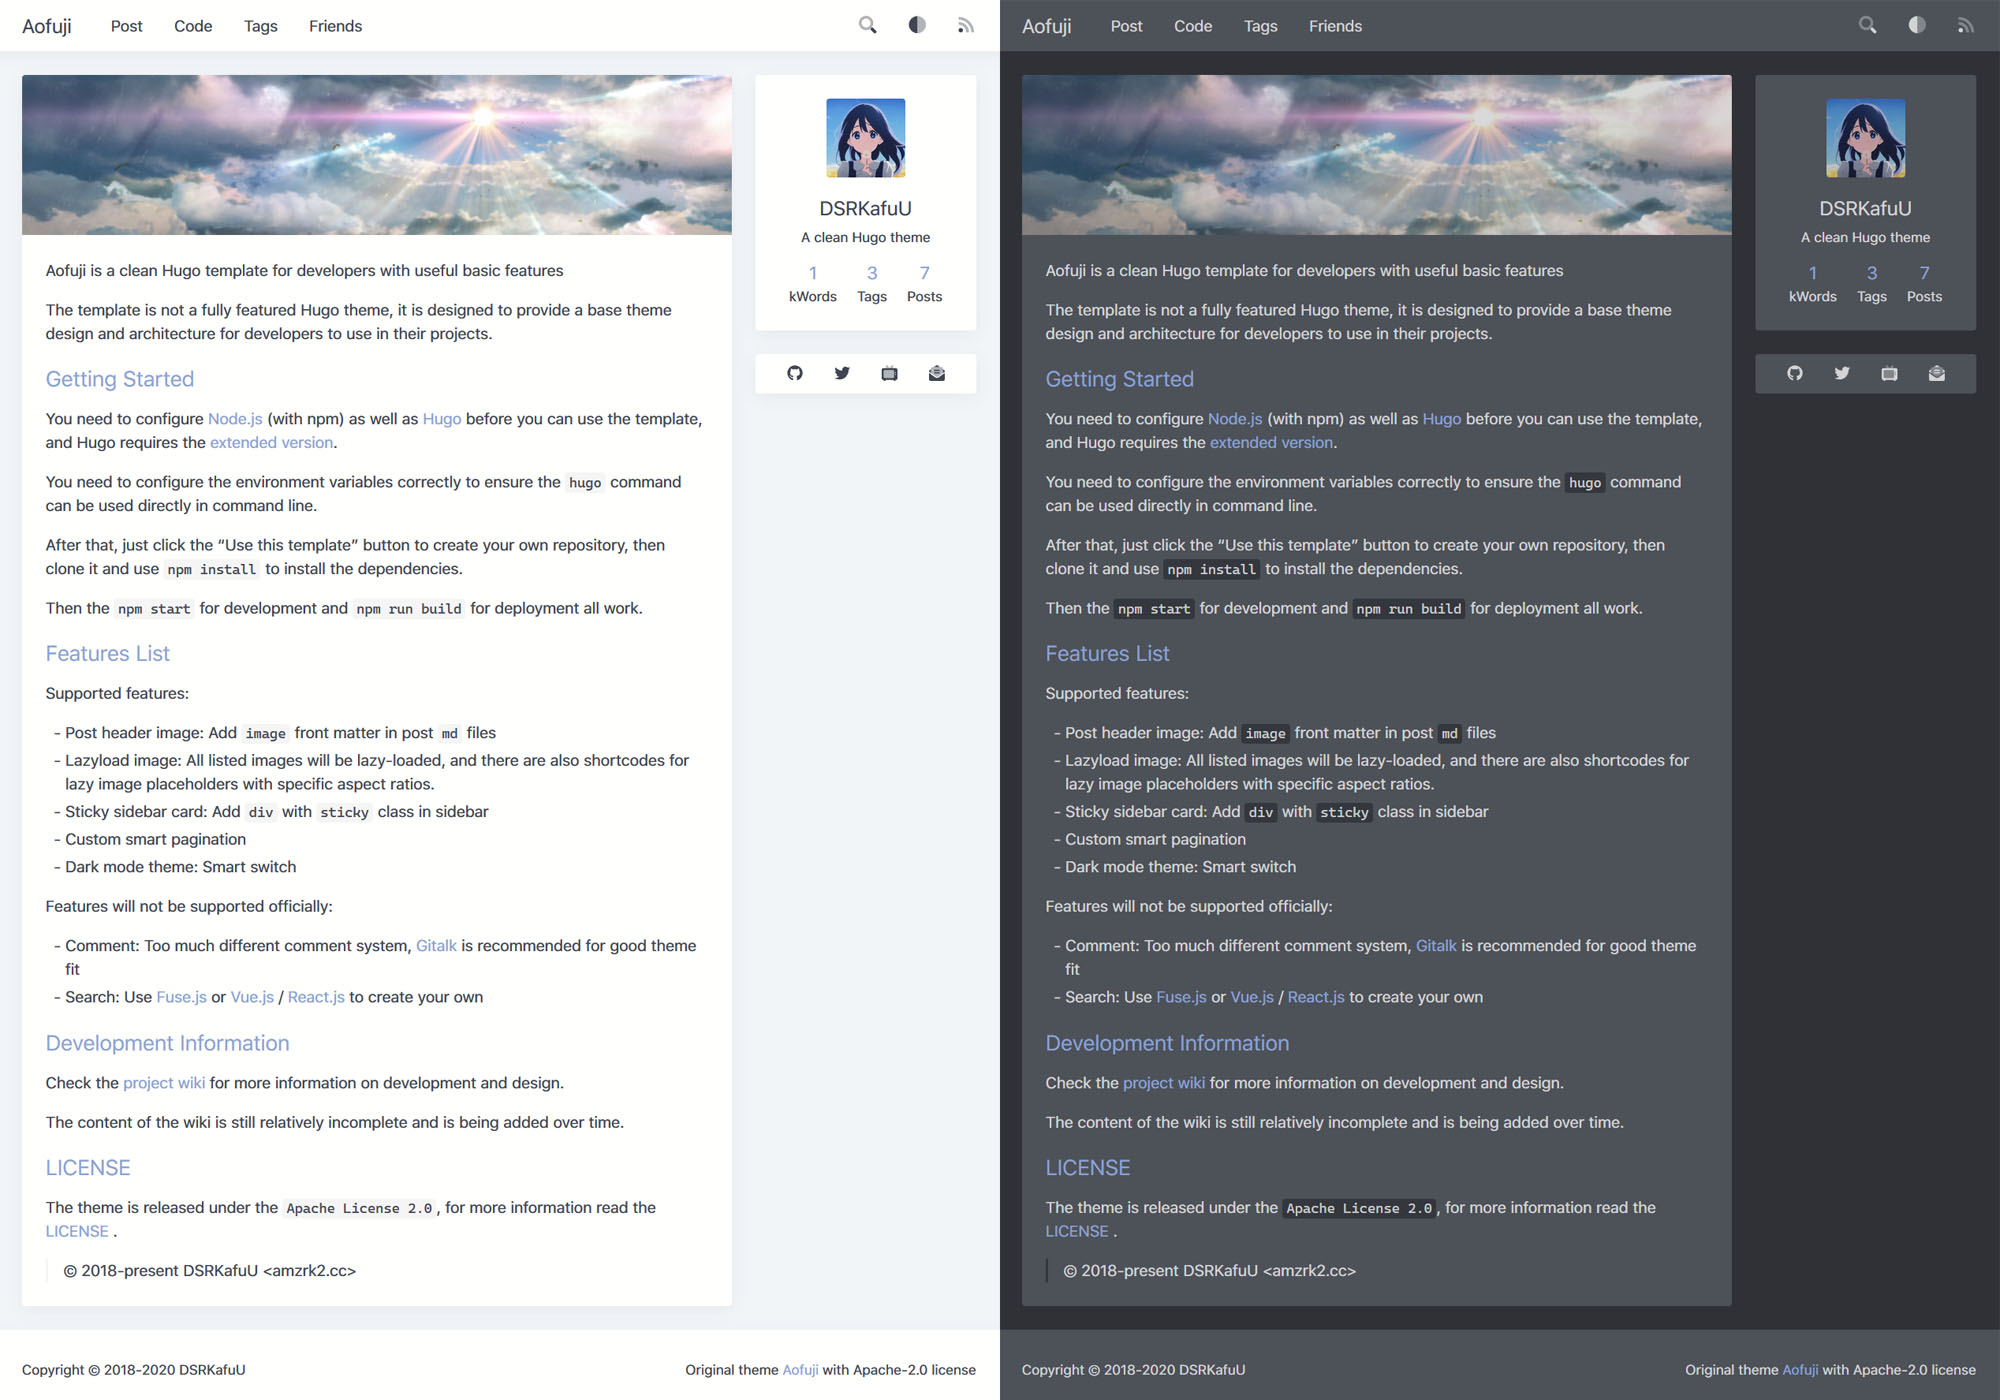 Aofuji Post Code Tags Friends
Aofuji is a clean Hugo template for developers with useful basic features
The template is not a fully featured Hugo theme, it is designed to provide a base theme
design and architecture for developers to use in their projects.
Getting Started
You need to configure Node.js (with npm) as well as Hugo before you can use the template,
and Hugo requires the extended version.
You need to configure the environment variables correctly to ensure the hugo command
can be used directly in command line.
After that, just click the “Use this template” button to create your own repository, then
clone it and use npm install to install the dependencies.
Then the npm start for development and npm run build for deployment all work.
Features List
Supported features:
- Post header image: Add image front matter in post md files
- Lazyload image: All listed images will be lazy-loaded, and there are also shortcodes for
lazy image placeholders with specific aspect ratios.
- Sticky sidebar card: Add div with sticky class in sidebar
- Custom smart pagination
- Dark mode theme: Smart switch
Features will not be supported officially:
- Comment: Too much different comment system, Gitalk is recommended for good theme
fit
- Search: Use Fuse.js or Vue.js / React.js to create your own
Development Information
Check the project wiki for more information on development and design.
The content of the wiki is still relatively incomplete and is being added over time.
LICENSE
The theme is released under the Apache License 2.0, for more information read the
LICENSE .
© 2018-present DSRKafuU <amzrk2.cc>
DSRKafuU
A clean Hugo theme
1 3 7
kWords Tags Posts
Copyright © 2018-2020 DSRKafuU
Original theme Aofuji with Apache-2.0 license
Aofuji Post Code Tags Friends
Aofuji is a clean Hugo template for developers with useful basic features
The template is not a fully featured Hugo theme, it is designed to provide a base theme
design and architecture for developers to use in their projects.
Getting Started
You need to configure Node.js (with npm) as well as Hugo before you can use the template,
and Hugo requires the extended version.
You need to configure the environment variables correctly to ensure the hugo command
can be used directly in command line.
After that, just click the “Use this template” button to create your own repository, then
clone it and use npm install to install the dependencies.
Then the npm start for development and npm run build for deployment all work.
Features List
Supported features:
- Post header image: Add image front matter in post md files
- Lazyload image: All listed images will be lazy-loaded, and there are also shortcodes for
lazy image placeholders with specific aspect ratios.
- Sticky sidebar card: Add div with sticky class in sidebar
- Custom smart pagination
- Dark mode theme: Smart switch
Features will not be supported officially:
- Comment: Too much different comment system, Gitalk is recommended for good theme
fit
- Search: Use Fuse.js or Vue.js / React.js to create your own
Development Information
Check the project wiki for more information on development and design.
The content of the wiki is still relatively incomplete and is being added over time.
LICENSE
The theme is released under the Apache License 2.0, for more information read the
LICENSE .
© 2018-present DSRKafuU <amzrk2.cc>
DSRKafuU
A clean Hugo theme
1 3 7
kWords Tags Posts
Copyright © 2018-2020 DSRKafuU
Original theme Aofuji with Apache-2.0 license